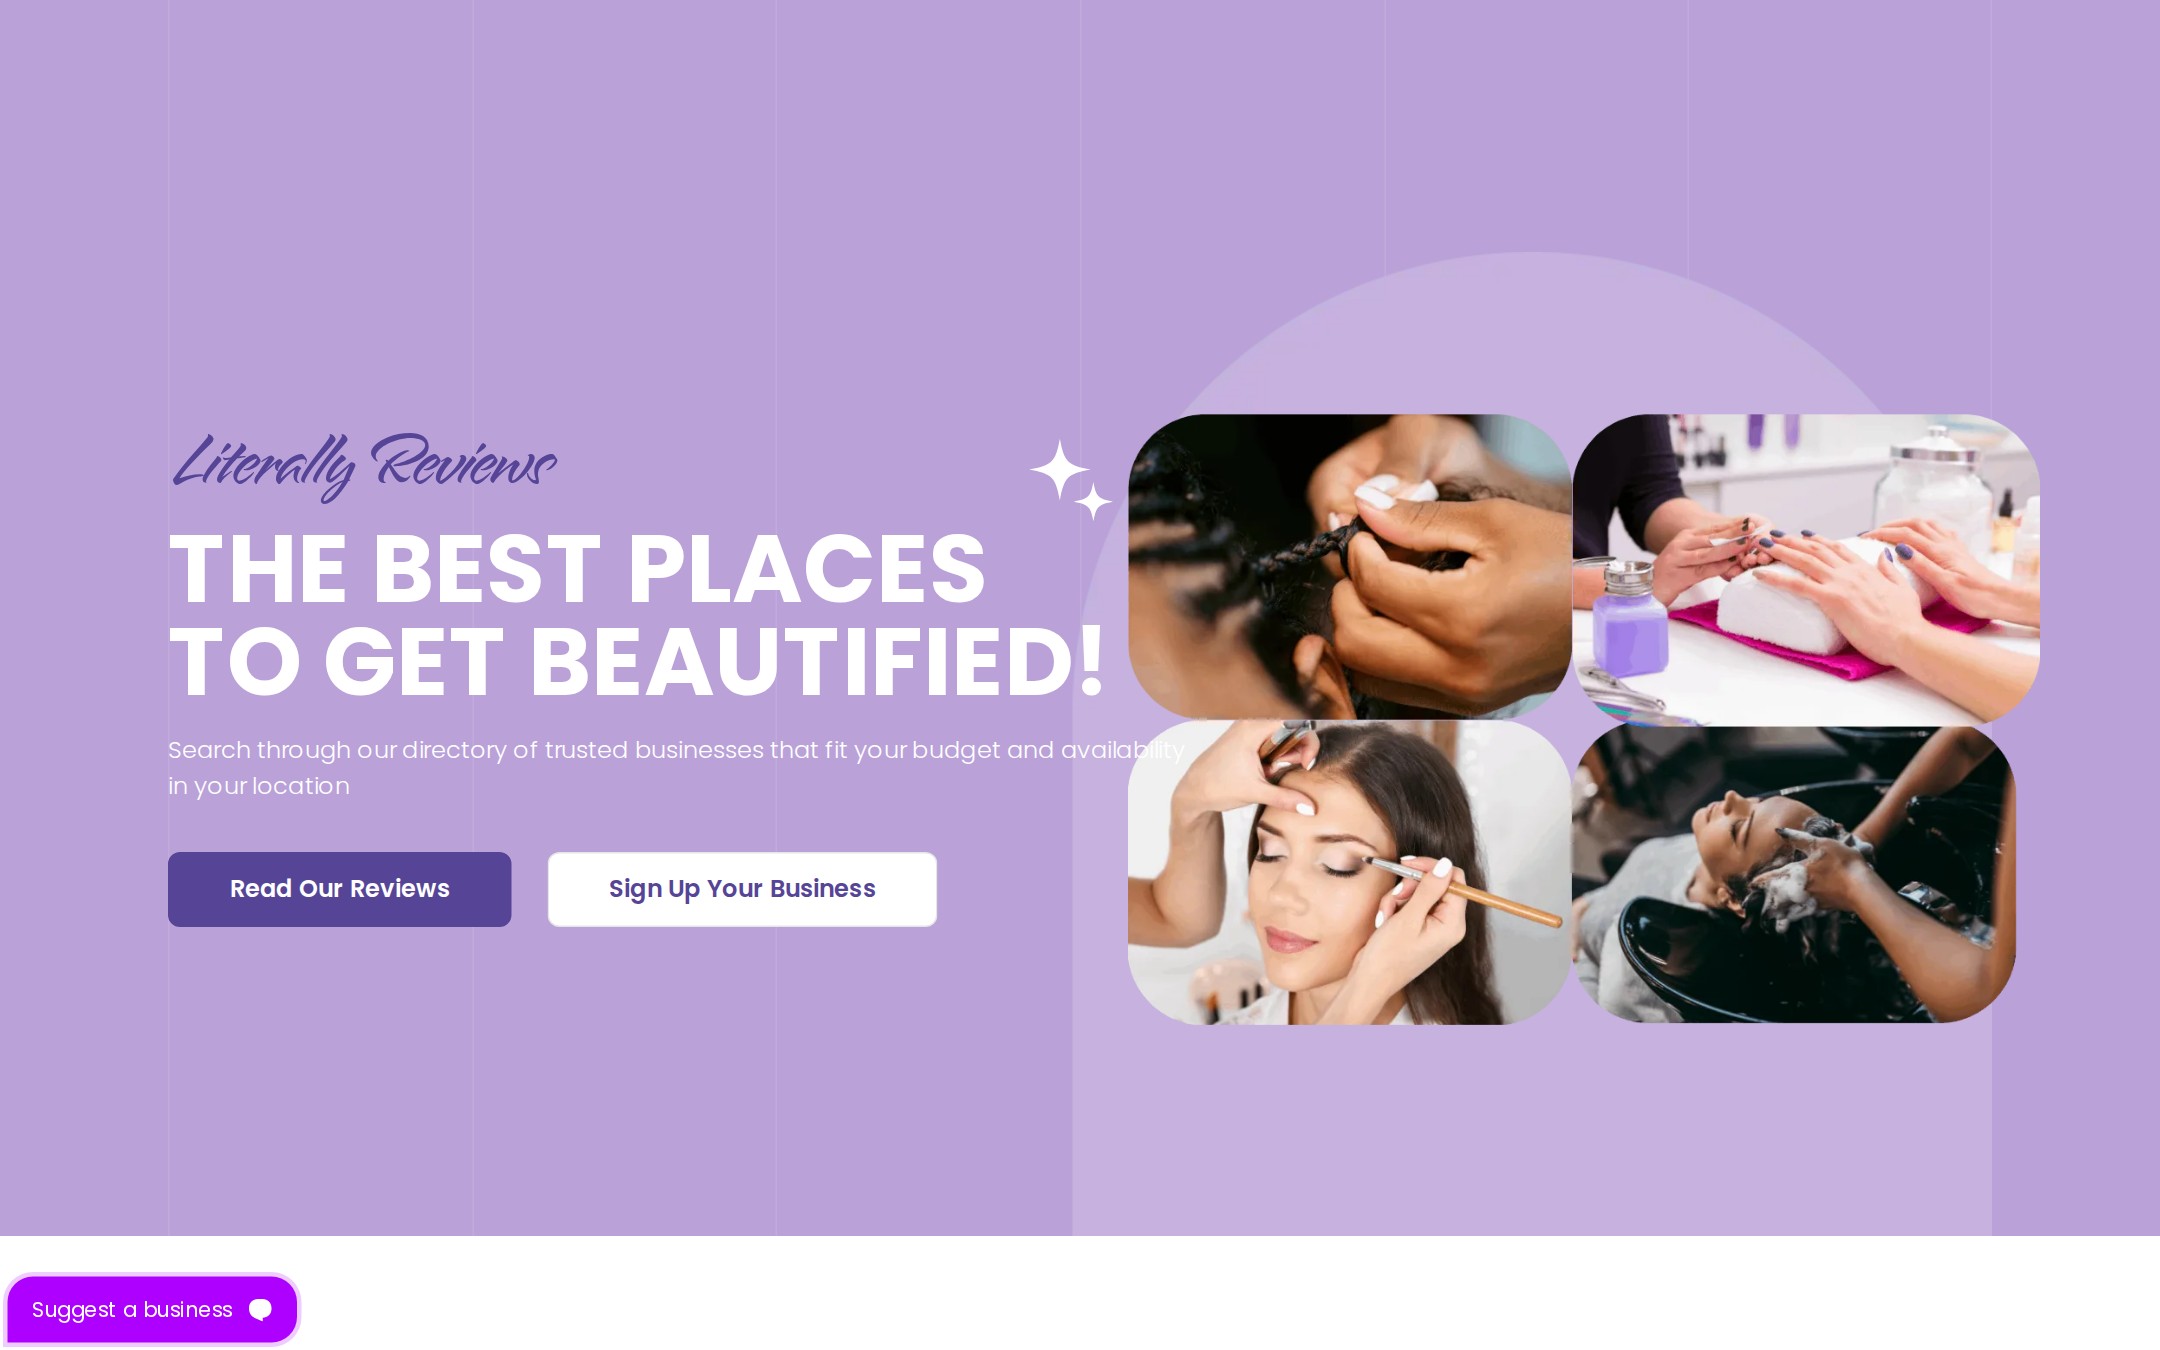 Literally Reviews
THE BEST PLACES
TO GET BEAUTIFIED!
Search through our directory of trusted businesses that fit your budget and availability
in your location
Read Our Reviews
Sign Up Your Business
Suggest a business